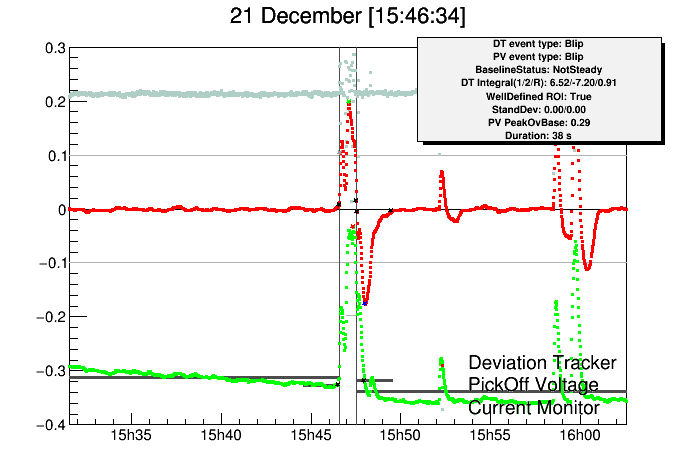 21 December [15:46:34]
DT event type: Blip
PV event type: Blip
BaselineStatus: NotSteady
DT Integral(1/2/R): 6.52/-7.20/0.91
WellDefined ROI: True
StandDev: 0.00/0.00
PV PeakOvBase: 0.29
Duration: 38 s
0.3
0.2
0.1
0
−0.1
−0.2
−0.3
−0.4
Deviation Tracker
PickOff Voltage
Current Monitor
15h35 15h40 15h45 15h50 15h55 16h00